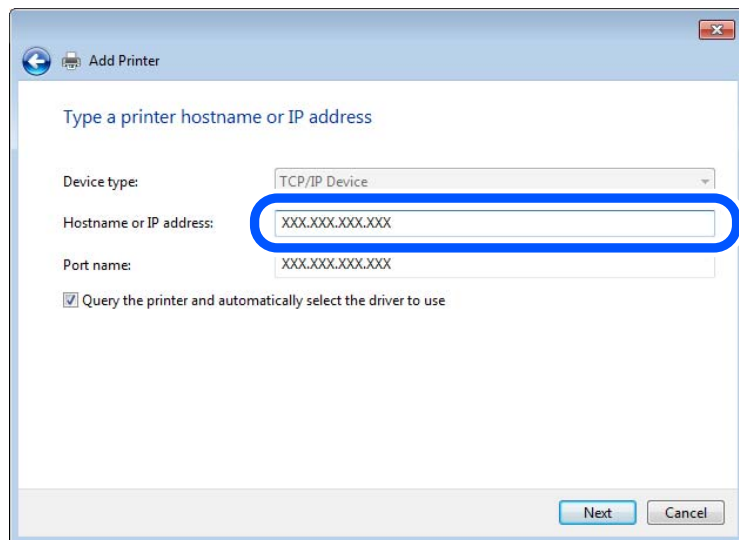 Add Printer
Type a printer hostname or IP address
Device type: TCP/IP Device
Hostname or IP address: XXX.XXX.XXX.XXX
Port name: XXX.XXX.XXX.XXX
Query the printer and automatically select the driver to use
Next Cancel